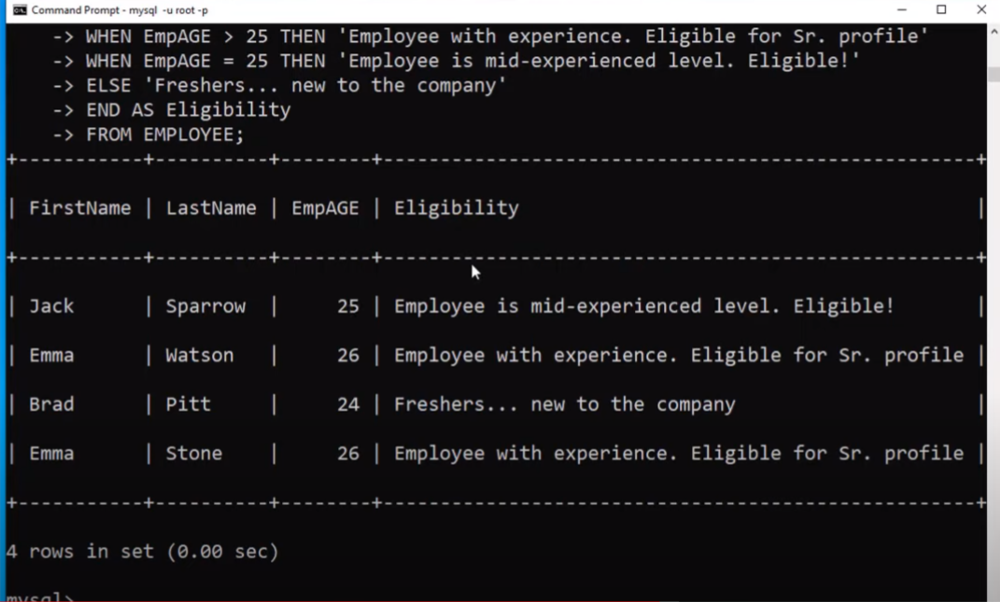 Command Prompt - mysql -u root -p
-> WHEN EmpAGE > 25 THEN 'Employee with experience. Eligible for Sr. profile'
-> WHEN EmpAGE = 25 THEN 'Employee is mid-experienced level. Eligible!'
-> ELSE 'Freshers... new to the company'
-> END AS Eligibility
-> FROM EMPLOYEE;
+-----------+----------+--------+----------------------------------------------------+
| FirstName | LastName | EmpAGE | Eligibility |
+-----------+----------+--------+----------------------------------------------------+
| Jack | Sparrow | 25 | Employee is mid-experienced level. Eligible! |
| Emma | Watson | 26 | Employee with experience. Eligible for Sr. profile |
| Brad | Pitt | 24 | Freshers... new to the company |
| Emma | Stone | 26 | Employee with experience. Eligible for Sr. profile |
+-----------+----------+--------+----------------------------------------------------+
4 rows in set (0.00 sec)
mysql>